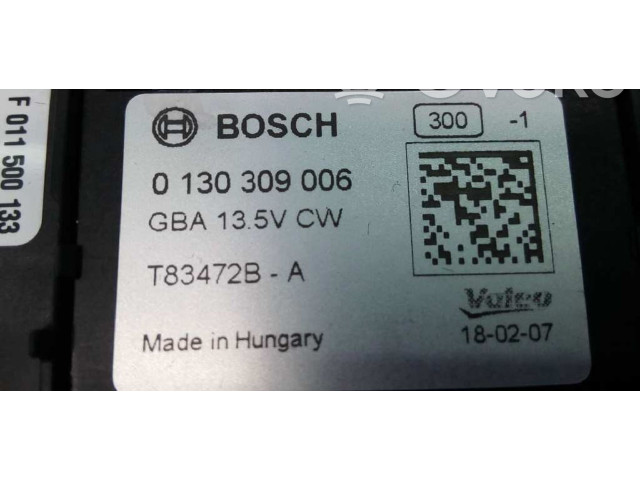 BOSCH
300 -1
0 130 309 006
GBA 13.5V CW
T83472B - A
Valeo
Made in Hungary
18-02-07
F 011 500 133